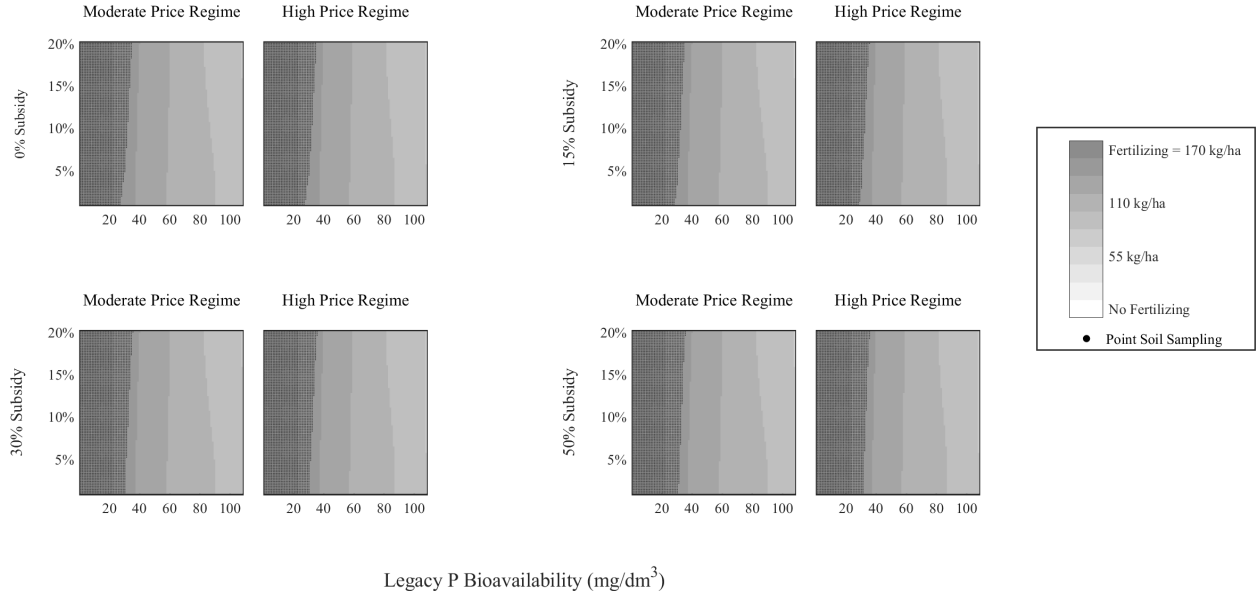 Moderate Price Regime High Price Regime
20%
15%
10%
5%
0% Subsidy
20 40 60 80 100 20 40 60 80 100
Moderate Price Regime High Price Regime
20%
15%
10%
5%
15% Subsidy
20 40 60 80 100 20 40 60 80 100
Moderate Price Regime High Price Regime
20%
15%
10%
5%
30% Subsidy
20 40 60 80 100 20 40 60 80 100
Moderate Price Regime High Price Regime
20%
15%
10%
5%
50% Subsidy
20 40 60 80 100 20 40 60 80 100
Fertilizing = 170 kg/ha
110 kg/ha
55 kg/ha
No Fertilizing
Point Soil Sampling
Legacy P Bioavailability (mg/dm³)